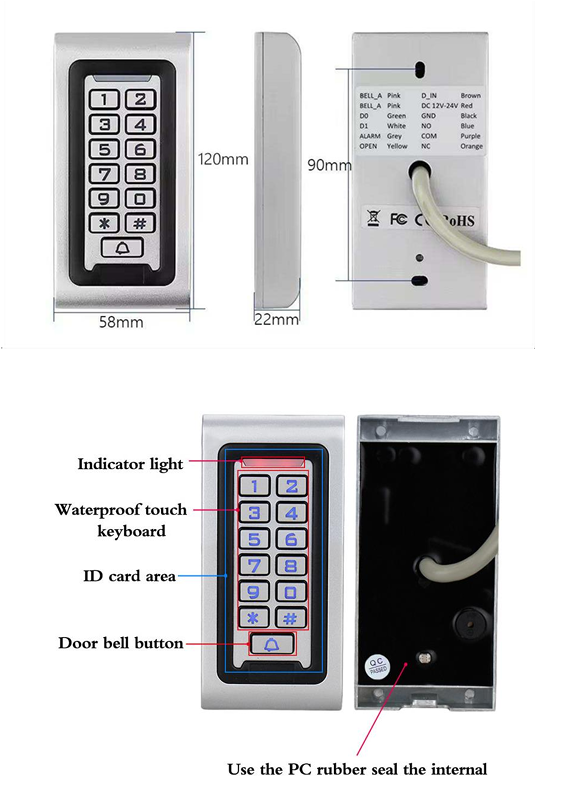 1 2
3 4
5 6
7 8
9 0
* #
120mm
58mm
22mm
90mm
BELL_A Pink D_IN Brown
BELL_A Pink DC 12V-24V Red
D0 Green GND Black
D1 White NO Blue
ALARM Grey COM Purple
OPEN Yellow NC Orange
FC C RoHS
Indicator light
Waterproof touch
keyboard
ID card area
Door bell button
1 2
3 4
5 6
7 8
9 0
* #
QC
PASSED
Use the PC rubber seal the internal